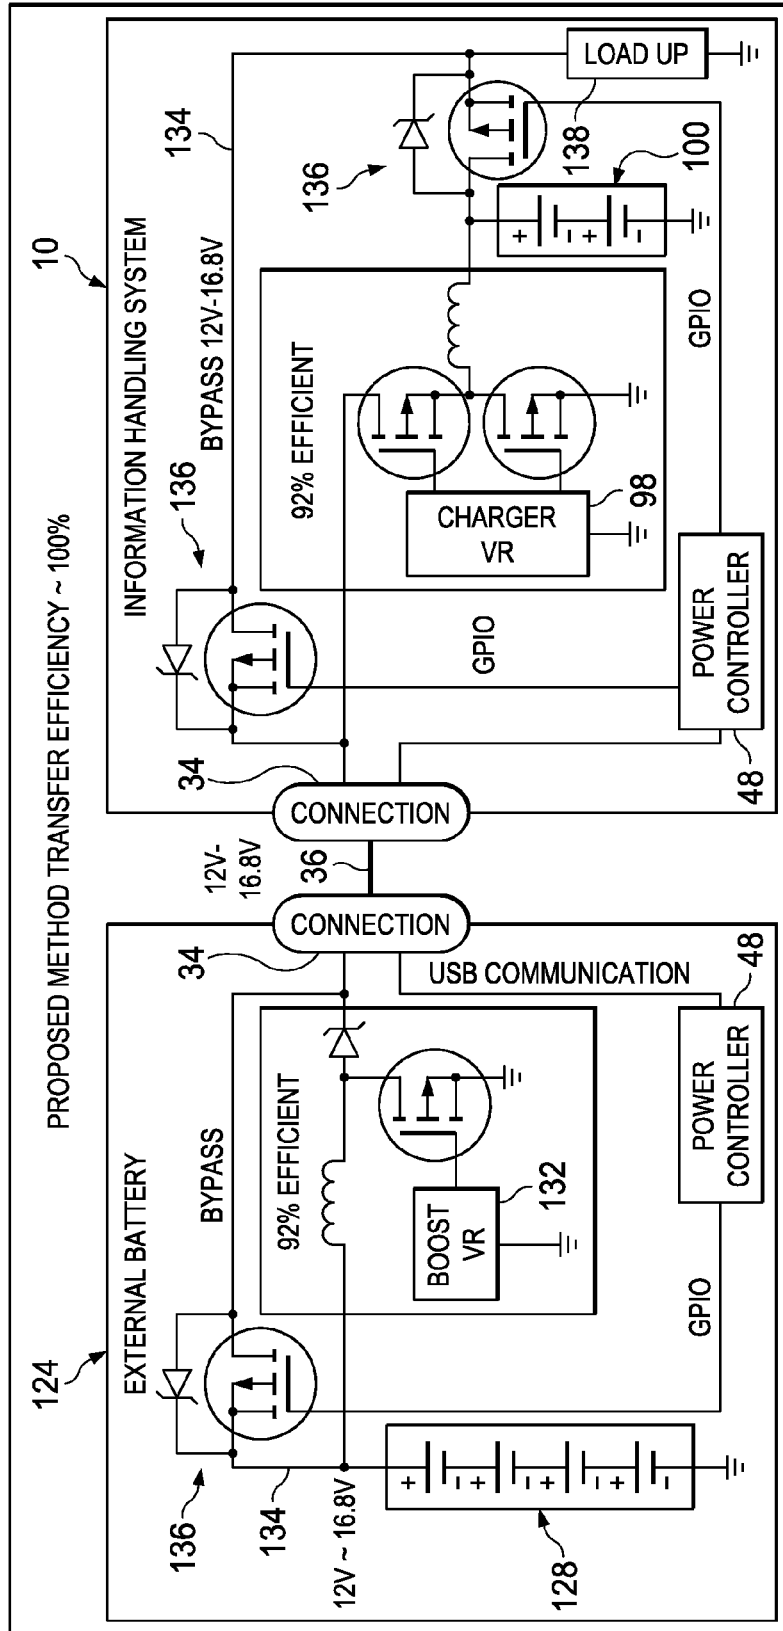 PROPOSED METHOD TRANSFER EFFICIENCY ~ 100%
124
EXTERNAL BATTERY
136
BYPASS
134
12V ~ 16.8V
92% EFFICIENT
BOOST
VR
132
+
-
+
-
+
-
+
-
128
GPIO
POWER
CONTROLLER
48
USB COMMUNICATION
34
CONNECTION
12V-
16.8V
36
34
CONNECTION
10
INFORMATION HANDLING SYSTEM
136
BYPASS 12V-16.8V
134
GPIO
92% EFFICIENT
CHARGER
VR
98
136
LOAD UP
138
100
+
-
+
-
GPIO
POWER
CONTROLLER
48